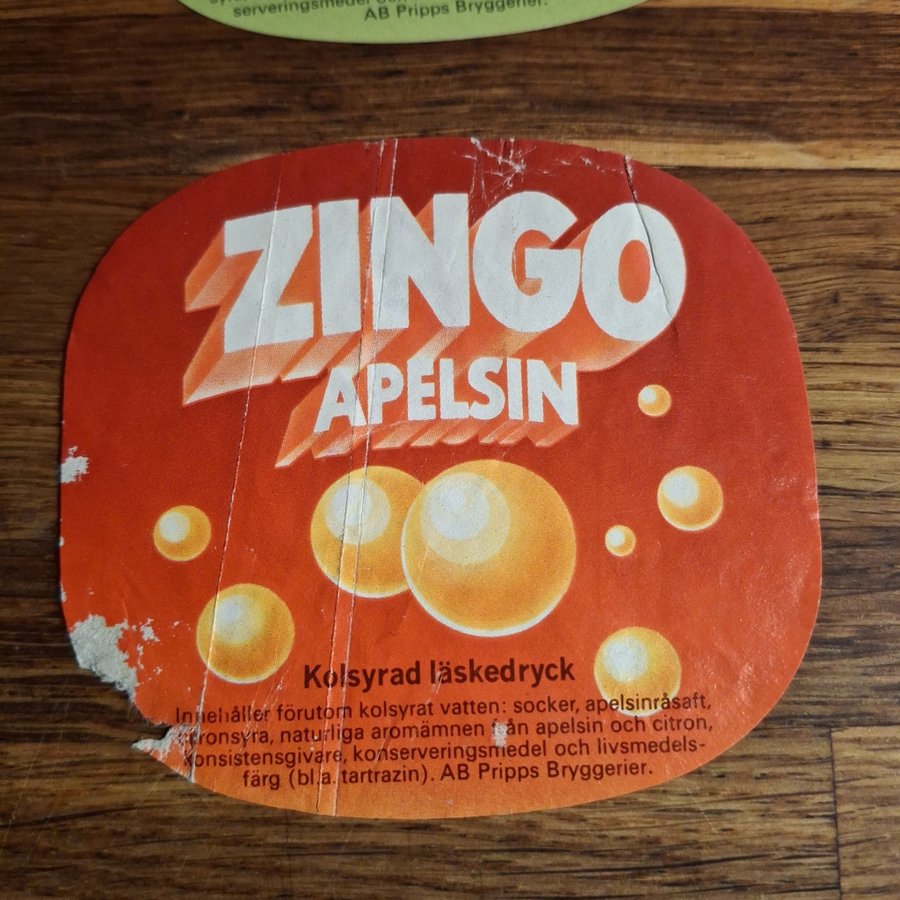 serveringsmedel
AB Pripps Bryggerier.
ZINGO
APELSIN
Kolsyrad läskedryck
Innehåller förutom kolsyrat vatten: socker, apelsinråsaft,
citronsyra, naturliga aromämnen från apelsin och citron,
konsistensgivare, konserveringsmedel och livsmedels-
färg (bl.a. tartrazin). AB Pripps Bryggerier.